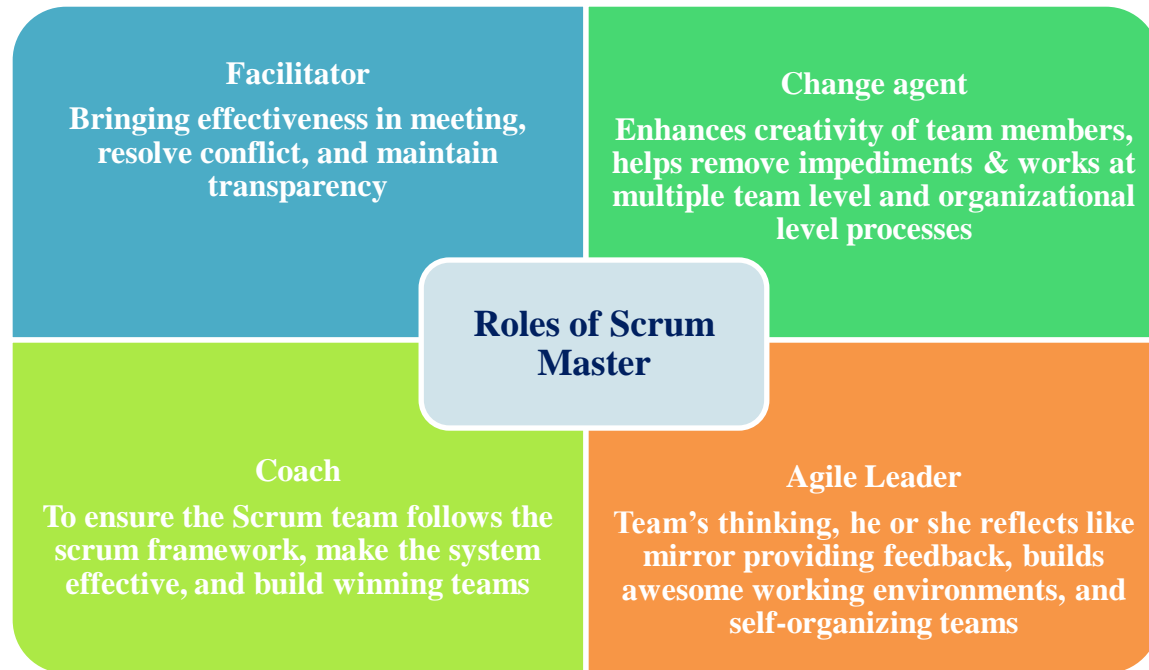 Facilitator
Bringing effectiveness in meeting,
resolve conflict, and maintain
transparency
Change agent
Enhances creativity of team members,
helps remove impediments & works at
multiple team level and organizational
level processes
Roles of Scrum
Master
Coach
To ensure the Scrum team follows the
scrum framework, make the system
effective, and build winning teams
Agile Leader
Team’s thinking, he or she reflects like
mirror providing feedback, builds
awesome working environments, and
self-organizing teams